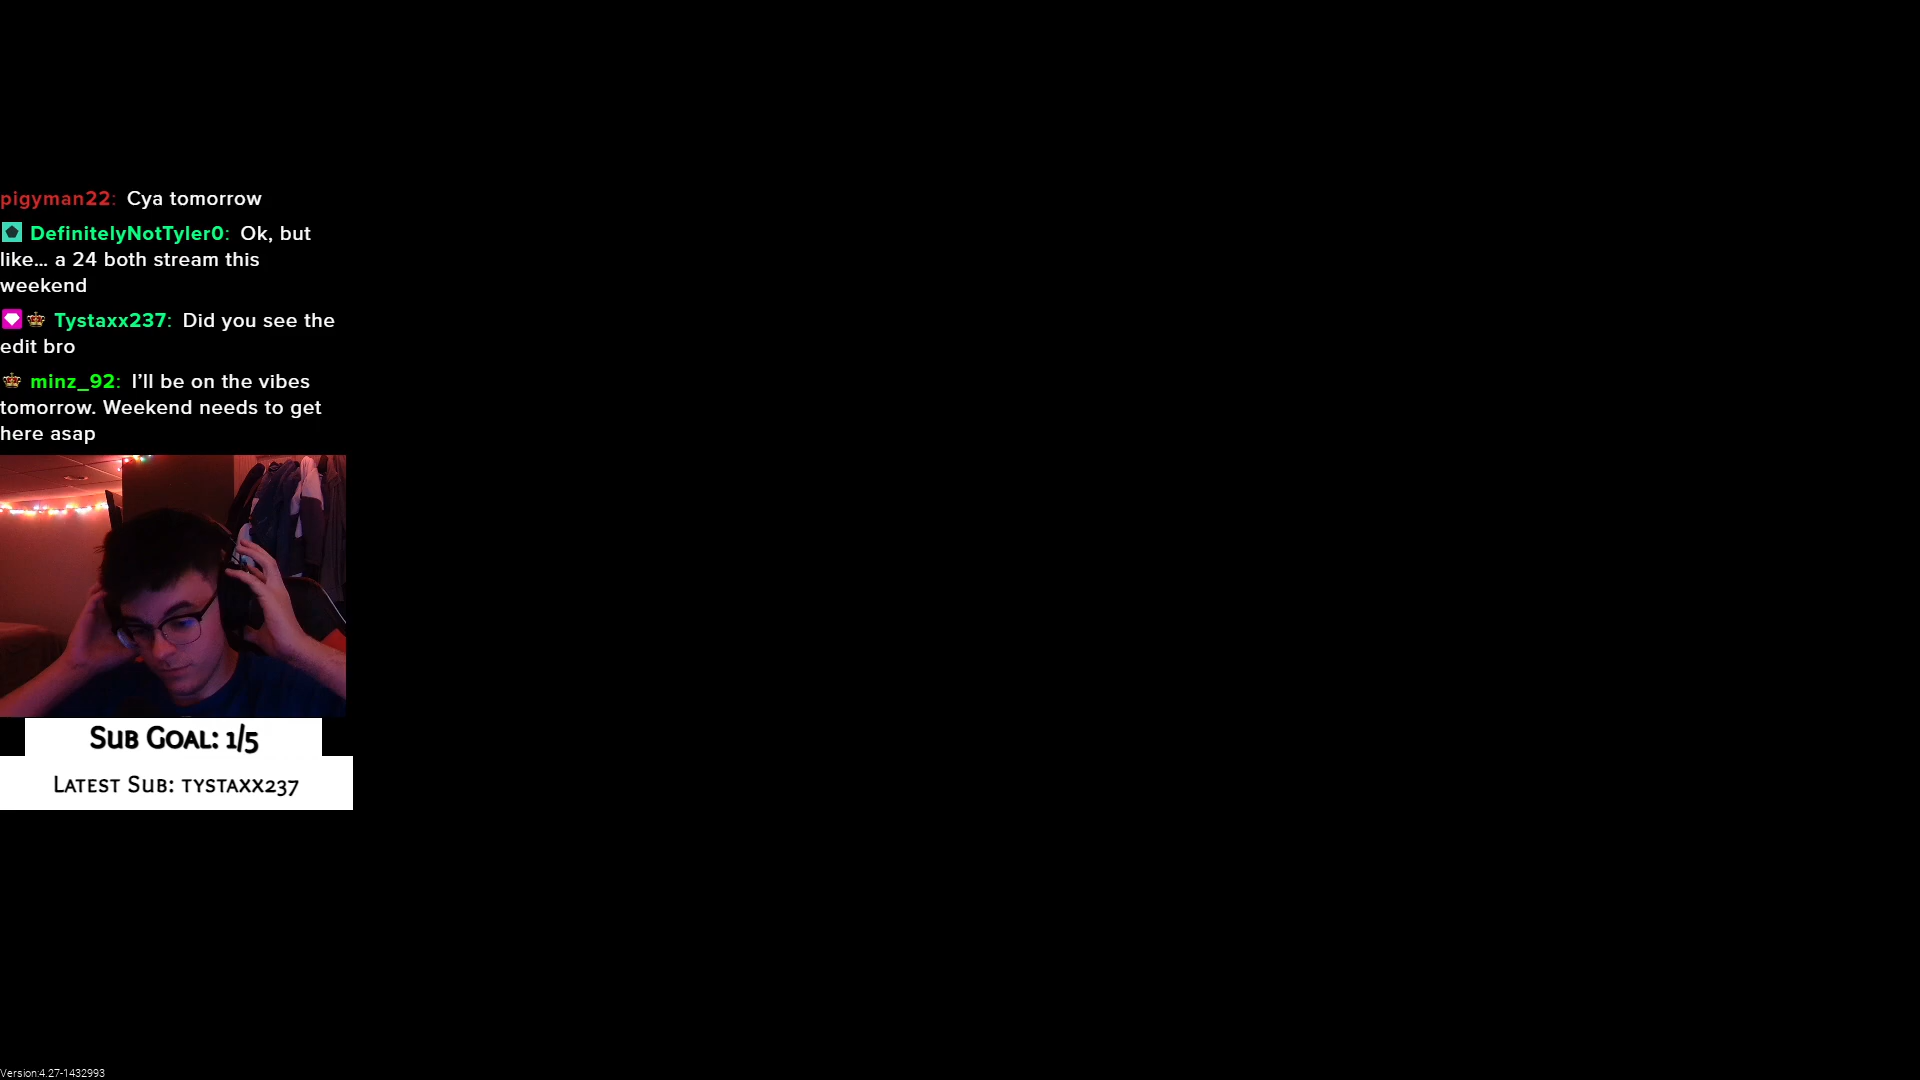 pigyman22: Cya tomorrow
DefinitelyNotTyler0: Ok, but
like... a 24 both stream this
weekend
Tystaxx237: Did you see the
edit bro
minz_92: I'll be on the vibes
tomorrow. Weekend needs to get
here asap
Sub Goal: 1/5
Latest Sub: tystaxx237
Version:4.27-1432993